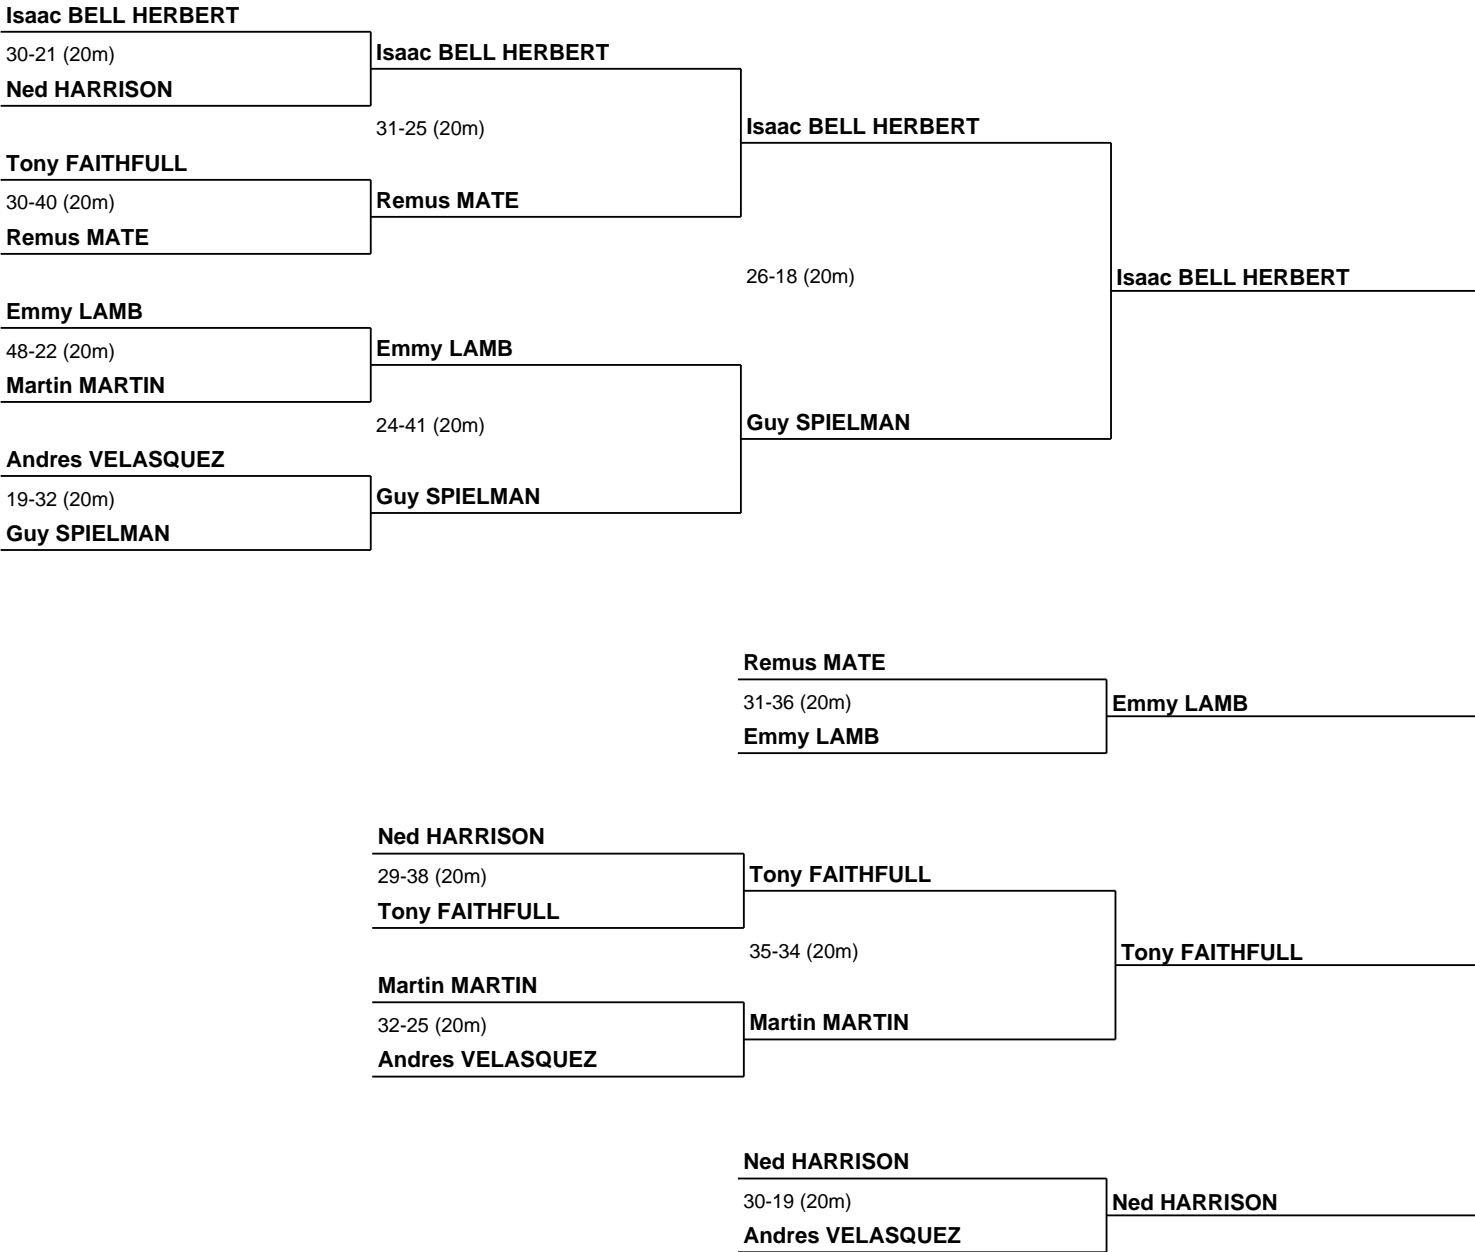 Isaac BELL HERBERT
30-21 (20m)
Isaac BELL HERBERT
Ned HARRISON
31-25 (20m)
Isaac BELL HERBERT
Tony FAITHFULL
30-40 (20m)
Remus MATE
Remus MATE
26-18 (20m)
Isaac BELL HERBERT
Emmy LAMB
48-22 (20m)
Emmy LAMB
Martin MARTIN
24-41 (20m)
Guy SPIELMAN
Andres VELASQUEZ
19-32 (20m)
Guy SPIELMAN
Guy SPIELMAN
Remus MATE
31-36 (20m)
Emmy LAMB
Emmy LAMB
Ned HARRISON
29-38 (20m)
Tony FAITHFULL
Tony FAITHFULL
35-34 (20m)
Tony FAITHFULL
Martin MARTIN
32-25 (20m)
Martin MARTIN
Andres VELASQUEZ
Ned HARRISON
30-19 (20m)
Ned HARRISON
Andres VELASQUEZ